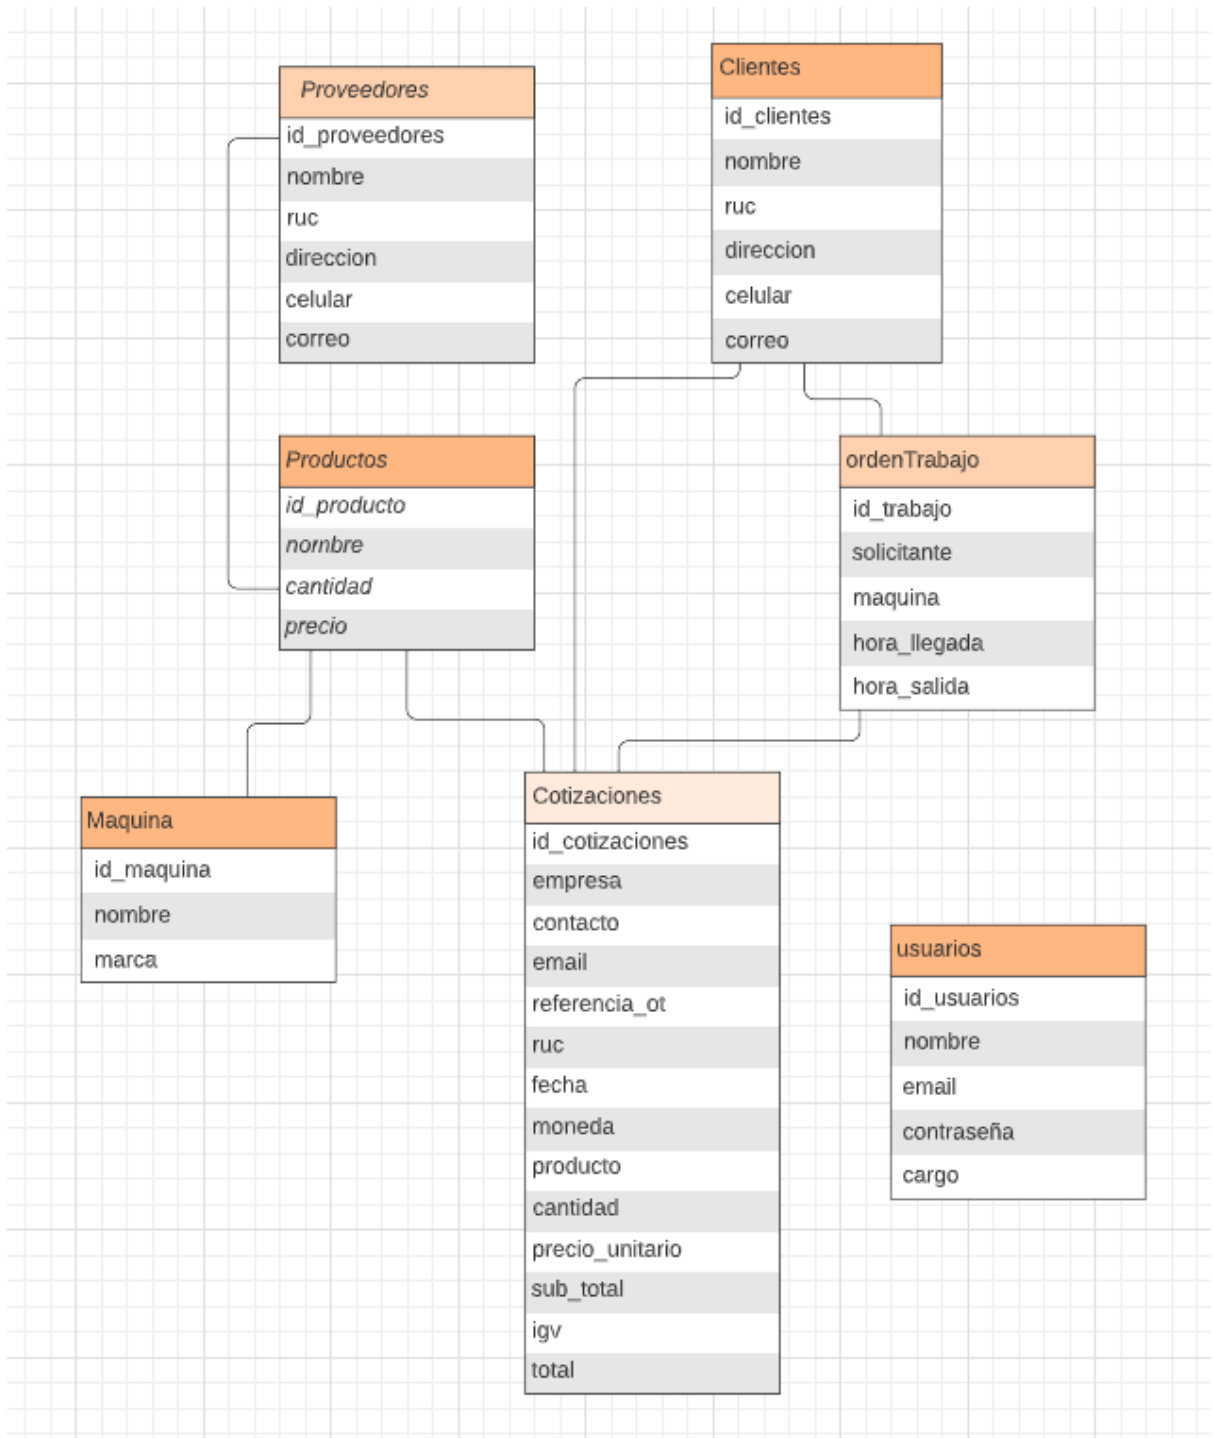 Proveedores
id_proveedores
nombre
ruc
direccion
celular
correo
Clientes
id_clientes
nombre
ruc
direccion
celular
correo
Productos
id_producto
nombre
cantidad
precio
ordenTrabajo
id_trabajo
solicitante
maquina
hora_llegada
hora_salida
Maquina
id_maquina
nombre
marca
Cotizaciones
id_cotizaciones
empresa
contacto
email
referencia_ot
ruc
fecha
moneda
producto
cantidad
precio_unitario
sub_total
igv
total
usuarios
id_usuarios
nombre
email
contraseña
cargo